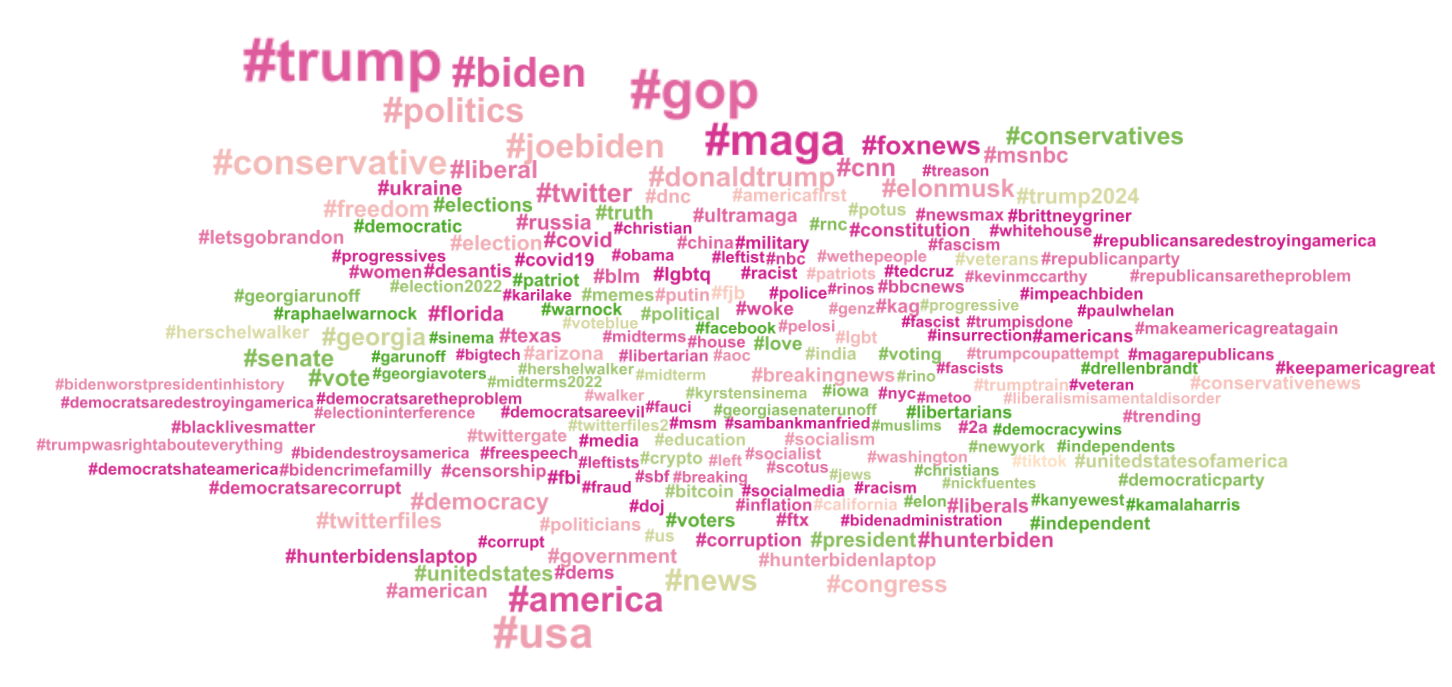 #trump #biden #gop
#politics
#maga #foxnews #conservatives
#conservative #joebiden #msnbc
#liberal #donaldtrump #cnn #treason
#ukraine #twitter #dnc #americafirst #elonmusk #trump2024
#freedom #elections #truth #ultramaga #potus #newsmax #brittneygriner
#letsgobrandon #democratic #russia #christian #rnc #constitution #whitehouse
#election #covid #china #military #fascism #republicansaredestroyingamerica
#progressives #covid19 #obama #leftist #nbc #wethepeople #veterans #republicanparty
#women #desantis #patriot #blm #lgbtq #racist #patriots #tedcruz #kevinmccarthy #republicansaretheproblem
#georgiarunoff #election2022 #karilake #memes #putin #fjb #police #rinos #bbcnews #impeachbiden
#raphaelwarnock #florida #warnock #political #woke #genz #kag #progressive #paulwhelan
#herschelwalker #georgia #sinema #texas #voteblue #facebook #pelosi #lgbt #fascist #trumpisdone #makeamericagreatagain
#midterms #house #love #insurrection #americans
#senate #garunoff #bigtech #arizona #libertarian #aoc #india #voting #trumpcoupattempt #magarepublicans
#vote #georgiavoters #hershelwalker #midterm #breakingnews #rino #fascists #drellenbrandt #keepamericagreat
#bidenworstpresidentinhistory #midterms2022 #walker #kyrstensinema #iowa #nyc #trumptrain #veteran #conservativenews
#democratsaredestroyingamerica #democratsaretheproblem #metoo #liberalismisamentaldisorder
#electioninterference #democratsareevil #fauci #georgiasenaterunoff #libertarians #trending
#blacklivesmatter #twittergate #twitterfiles2 #msm #sambankmanfried #muslims #2a #democracywins
#trumpwasrightabouteverything #bidendestroysamerica #freespeech #media #education #socialism #washington #newyork #independents
#democratshateamerica #bidencrimefamilly #censorship #leftists #crypto #left #socialist #scotus #jews #christians #tiktok #unitedstatesofamerica
#democratsarecorrupt #fbi #fraud #sbf #breaking #bitcoin #socialmedia #racism #nickfuentes #democraticparty
#democracy #doj #inflation #california #elon #liberals #kanyewest #kamalaharris
#twitterfiles #politicians #voters #ftx #bidenadministration #independent
#corrupt #us #corruption #president #hunterbiden
#hunterbidenslaptop #government #hunterbidenlaptop
#unitedstates #dems #news #congress
#american #america
#usa